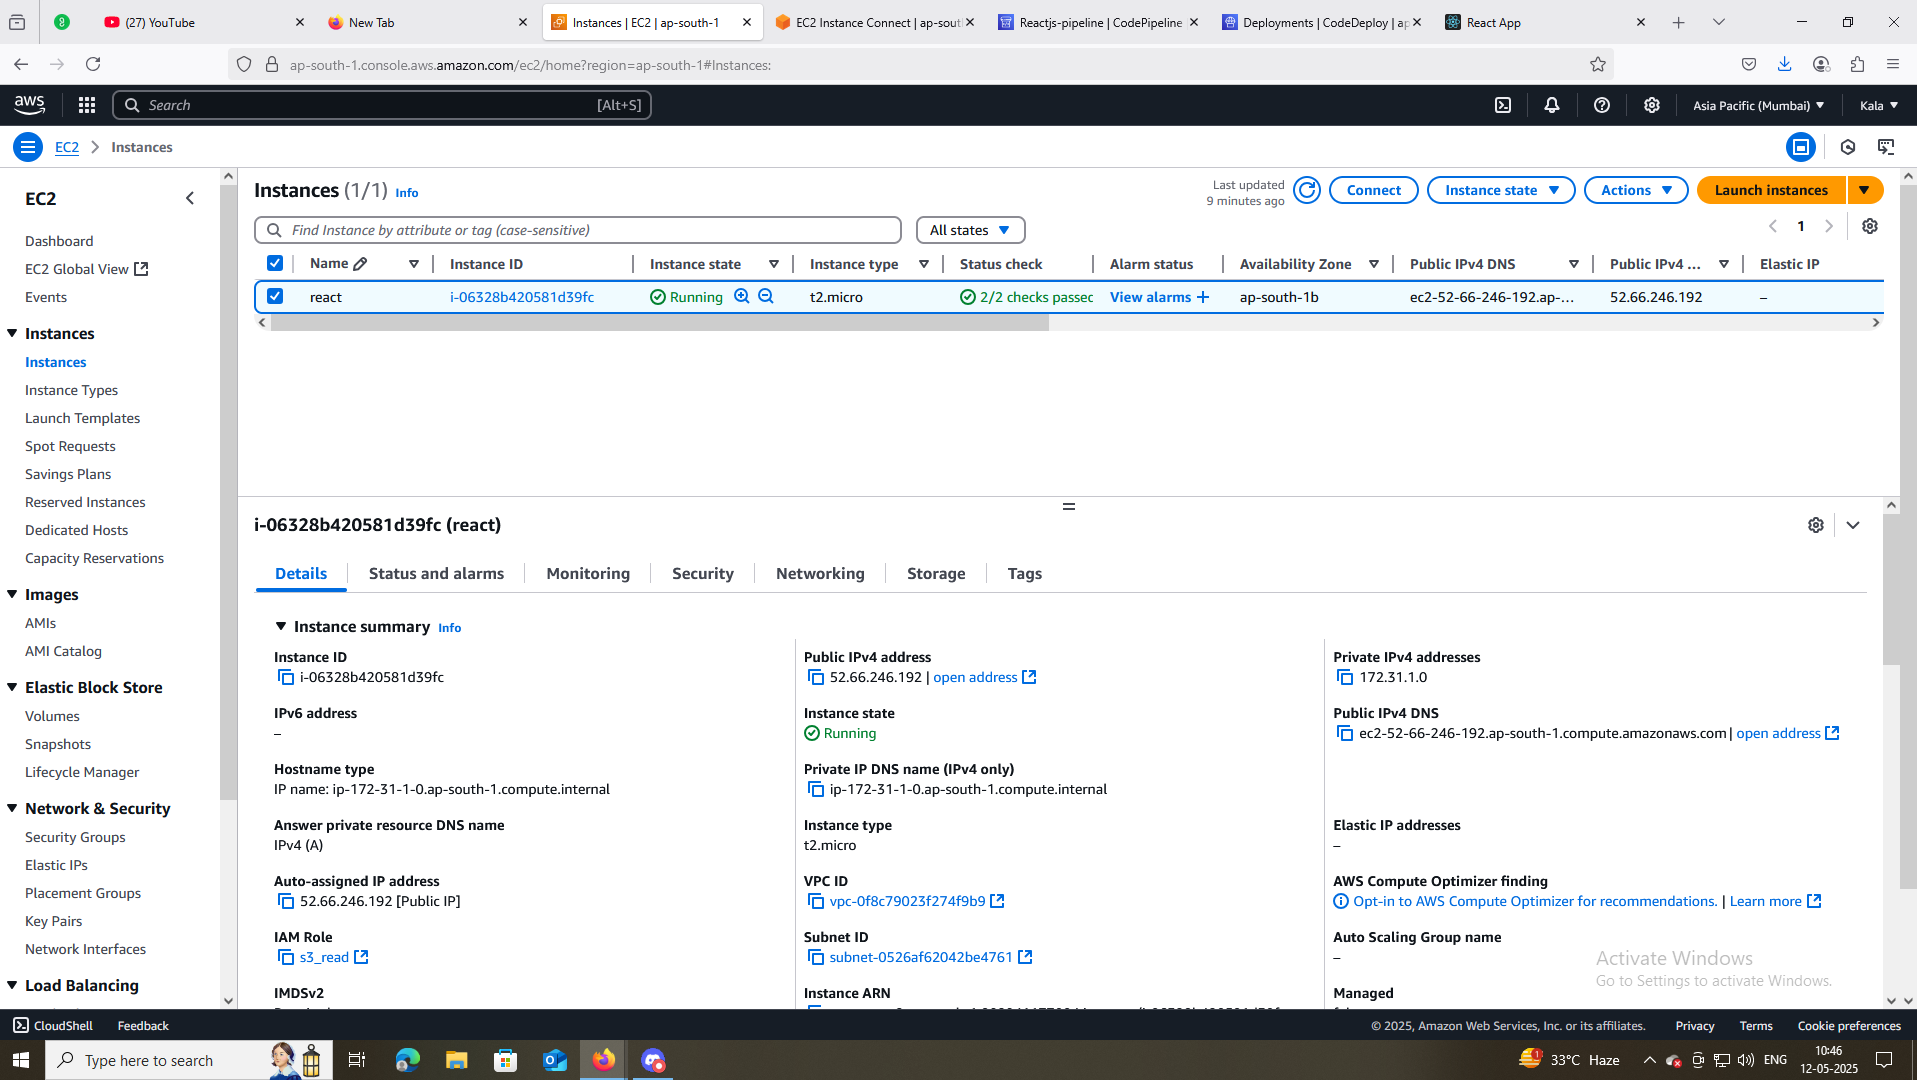 (27) YouTube
New Tab
Instances | EC2 | ap-south-1
EC2 Instance Connect | ap-sout
Reactjs-pipeline | CodePipeline
Deployments | CodeDeploy | ap
React App
ap-south-1.console.aws.amazon.com/ec2/home?region=ap-south-1#Instances:
aws
Search
[Alt+S]
Asia Pacific (Mumbai)
Kala
EC2
Instances
EC2
Dashboard
EC2 Global View
Events
Instances
Instances
Instance Types
Launch Templates
Spot Requests
Savings Plans
Reserved Instances
Dedicated Hosts
Capacity Reservations
Images
AMIs
AMI Catalog
Elastic Block Store
Volumes
Snapshots
Lifecycle Manager
Network & Security
Security Groups
Elastic IPs
Placement Groups
Key Pairs
Network Interfaces
Load Balancing
Instances (1/1) Info
Last updated
9 minutes ago
Connect
Instance state
Actions
Launch instances
Find Instance by attribute or tag (case-sensitive)
All states
1
Name Instance ID Instance state Instance type Status check Alarm status Availability Zone Public IPv4 DNS Public IPv4 ... Elastic IP
react i-06328b420581d39fc Running t2.micro 2/2 checks passec View alarms + ap-south-1b ec2-52-66-246-192.ap-... 52.66.246.192 –
i-06328b420581d39fc (react)
Details Status and alarms Monitoring Security Networking Storage Tags
Instance summary Info
Instance ID
i-06328b420581d39fc
Public IPv4 address
52.66.246.192 | open address
Private IPv4 addresses
172.31.1.0
IPv6 address
–
Instance state
Running
Public IPv4 DNS
ec2-52-66-246-192.ap-south-1.compute.amazonaws.com | open address
Hostname type
IP name: ip-172-31-1-0.ap-south-1.compute.internal
Private IP DNS name (IPv4 only)
ip-172-31-1-0.ap-south-1.compute.internal
Answer private resource DNS name
IPv4 (A)
Instance type
t2.micro
Elastic IP addresses
–
Auto-assigned IP address
52.66.246.192 [Public IP]
VPC ID
vpc-0f8c79023f274f9b9
AWS Compute Optimizer finding
Opt-in to AWS Compute Optimizer for recommendations. | Learn more
IAM Role
s3_read
Subnet ID
subnet-0526af62042be4761
Auto Scaling Group name
–
IMDSv2
Instance ARN
Managed
Activate Windows
Go to Settings to activate Windows.
CloudShell
Feedback
© 2025, Amazon Web Services, Inc. or its affiliates.
Privacy
Terms
Cookie preferences
Type here to search
1
33°C Haze
ENG
10:46
12-05-2025